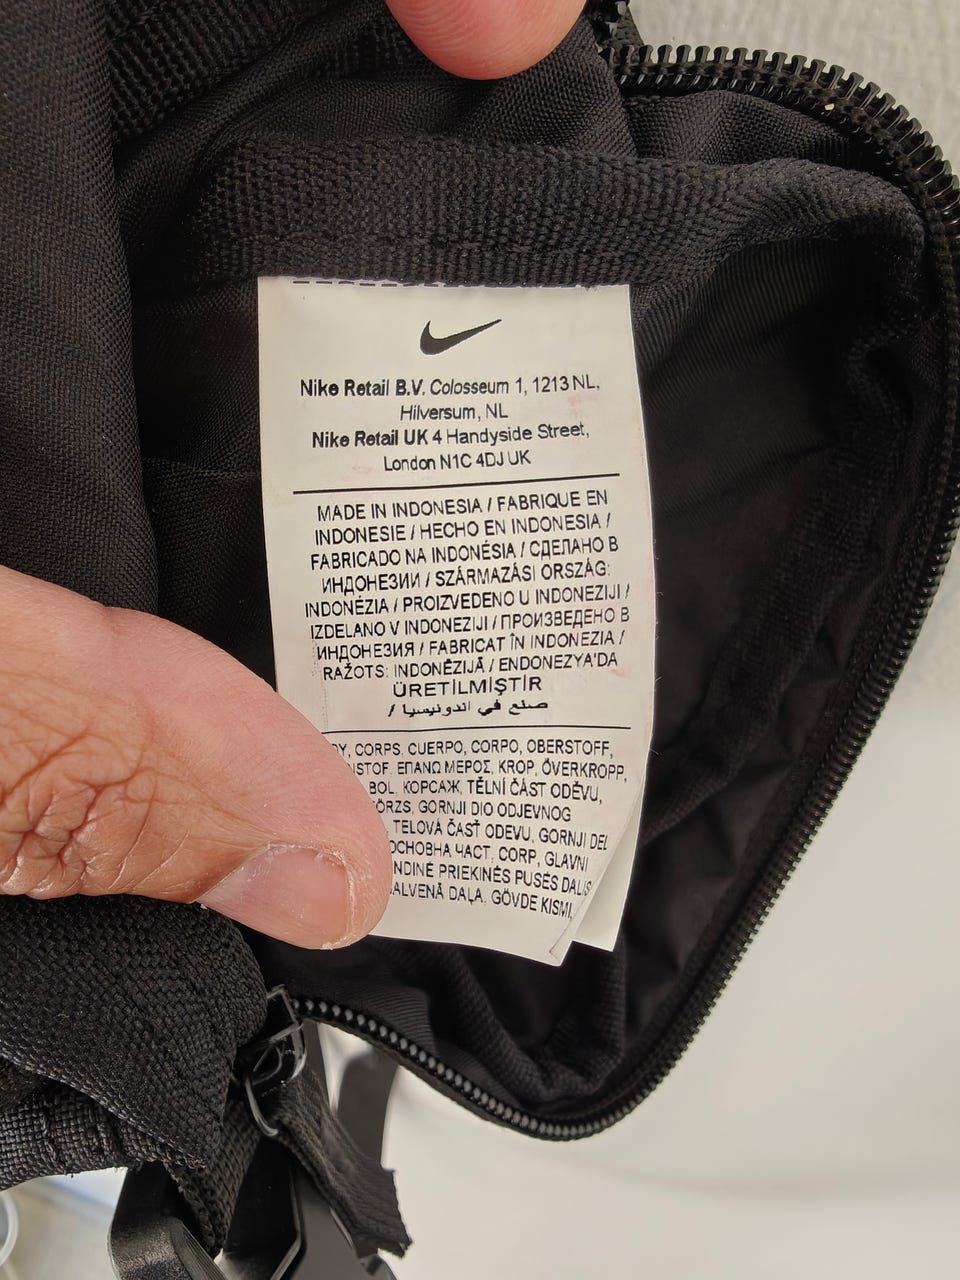 Nike Retail B.V. Colosseum 1, 1213 NL,
Hilversum, NL
Nike Retail UK 4 Handyside Street,
London N1C 4DJ UK
MADE IN INDONESIA / FABRIQUE EN
INDONESIE / HECHO EN INDONESIA /
FABRICADO NA INDONÉSIA / СДЕЛАНО В
ИНДОНЕЗИИ / SZÁRMAZÁSI ORSZÁG:
INDONÉZIA / PROIZVEDENO U INDONEZIJI /
IZDELANO V INDONEZIJI / ПРОИЗВЕДЕНО В
ИНДОНЕЗИЯ / FABRICAT ÎN INDONEZIA /
RAŽOTS: INDONĒZIJĀ / ENDONEZYA'DA
ÜRETİLMİŞTİR
صنع في اندونيسيا /
CORPS, CUERPO, CORPO, OBERSTOFF,
ΕΠΑΝΩ ΜΕΡΟΣ, KROP, ÖVERKROPP,
КОРСАЖ, TĚLNÍ ČÁST ODĚVU,
GORNJI DIO ODJEVNOG
TELOVÁ ČASŤ ODEVU, GORNJI DEL
ОСНОВНА ЧАСТ, CORP, GLAVNI
PRIEKINĖS PUSĖS DALIS
DAĻA, GÖVDE KISMI,